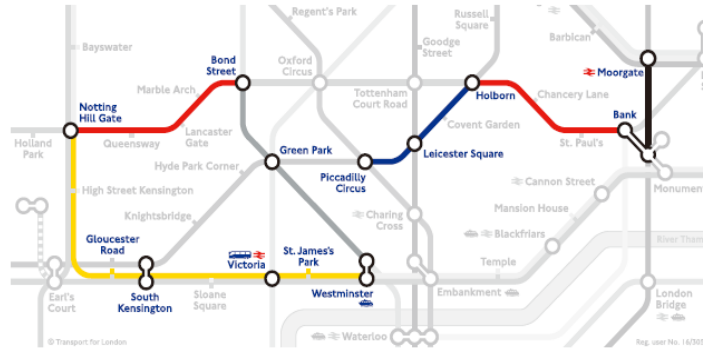 Regent's Park
Russell
Square
Bayswater
Goodge
Street
Barbican
Bond
Street
Oxford
Circus
Moorgate
Marble Arch
Tottenham
Court Road
Holborn
Chancery Lane
Notting
Hill Gate
Bank
Holland
Park
Queensway
Lancaster
Gate
Covent Garden
St. Paul's
Green Park
Leicester Square
Hyde Park Corner
Piccadilly
Circus
High Street Kensington
Cannon Street
Monument
Knightsbridge
Charing
Cross
Mansion House
Gloucester
Road
Victoria
St. James's
Park
Blackfriars
River Tham
Temple
Earl's
Court
South
Kensington
Sloane
Square
Westminster
Embankment
London
Bridge
Waterloo
© Transport for London